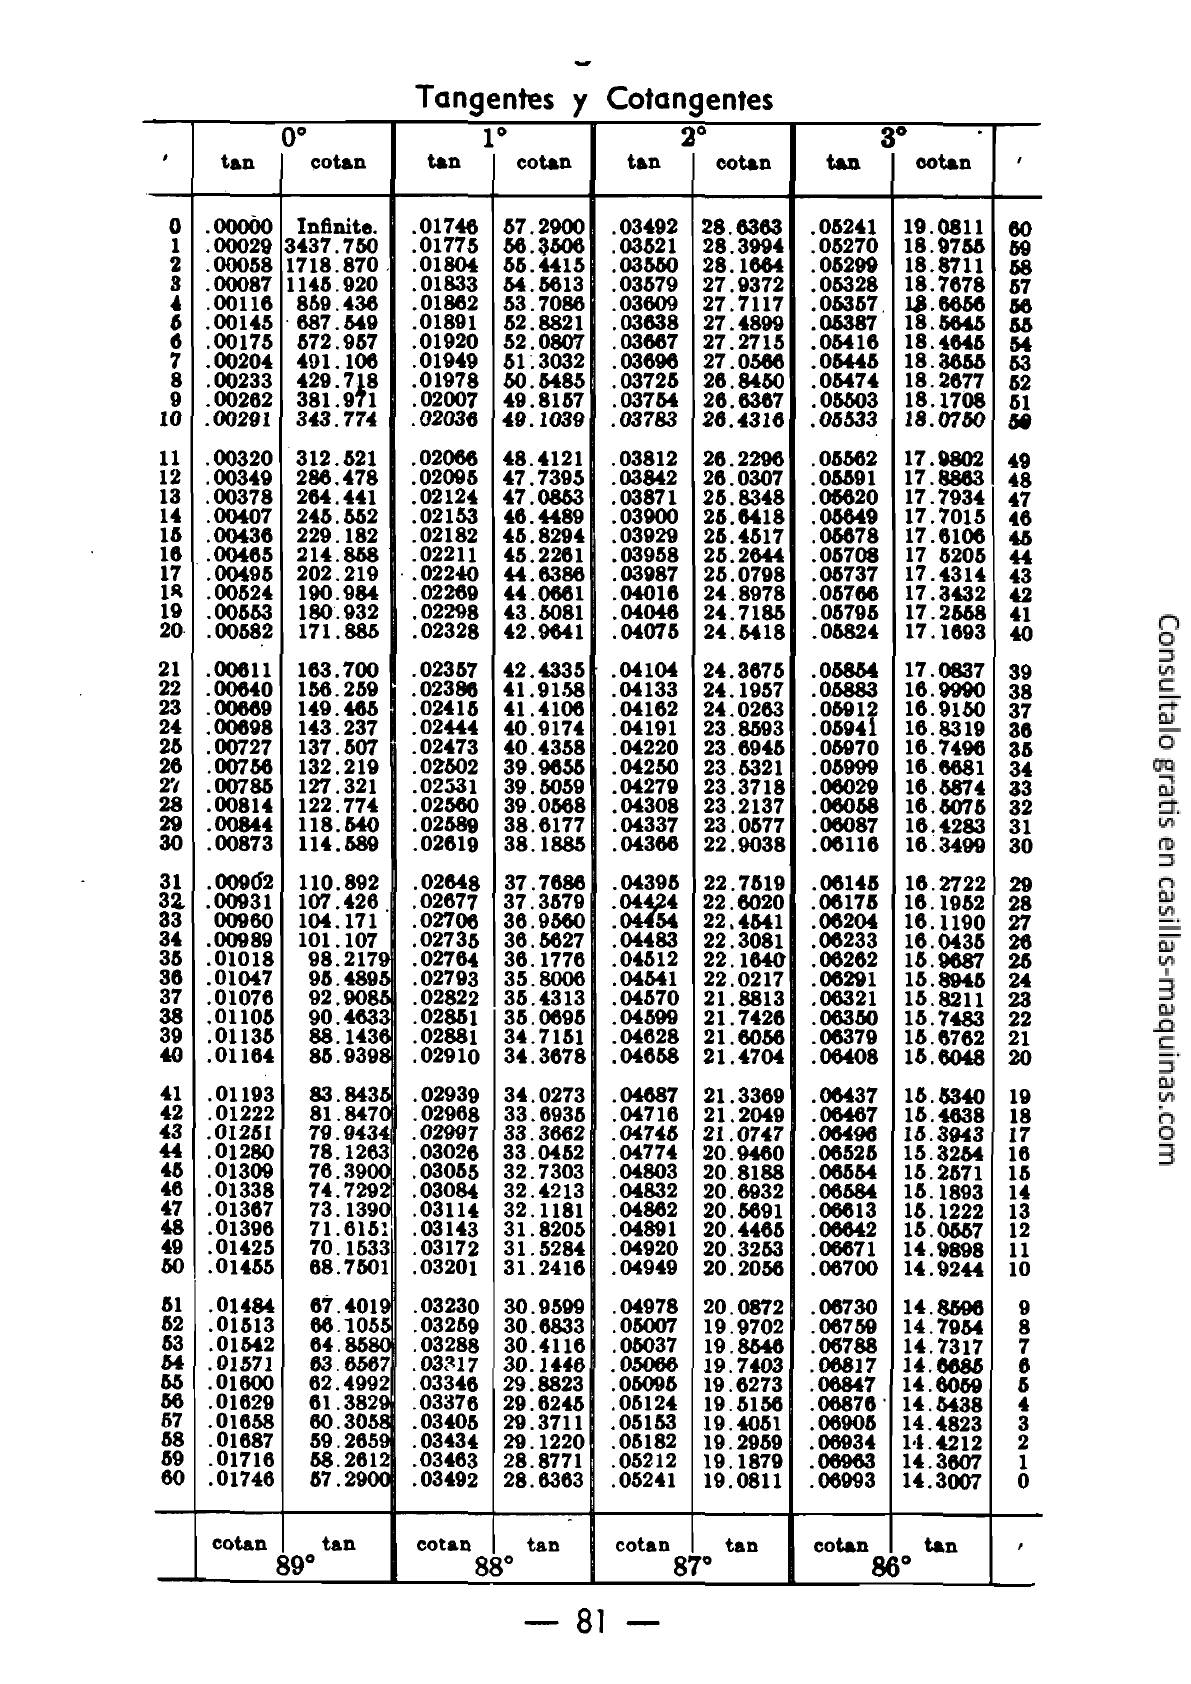 Tangentes y Cotangentes
0° 1° 2° 3°
′ tan cotan tan cotan tan cotan tan cotan ′
0 .00000 Infinite. .01746 57.2900 .03492 28.6363 .05241 19.0811 60
1 .00029 3437.750 .01775 56.3506 .03521 28.3994 .05270 18.9755 59
2 .00058 1718.870 .01804 55.4415 .03550 28.1664 .05299 18.8711 58
3 .00087 1145.920 .01833 54.5613 .03579 27.9372 .05328 18.7678 57
4 .00116 859.436 .01862 53.7086 .03609 27.7117 .05357 18.6656 56
5 .00145 687.549 .01891 52.8821 .03638 27.4899 .05387 18.5645 55
6 .00175 572.957 .01920 52.0807 .03667 27.2715 .05416 18.4645 54
7 .00204 491.106 .01949 51.3032 .03696 27.0566 .05445 18.3655 53
8 .00233 429.718 .01978 50.5485 .03725 26.8450 .05474 18.2677 52
9 .00262 381.971 .02007 49.8157 .03754 26.6367 .05503 18.1708 51
10 .00291 343.774 .02036 49.1039 .03783 26.4316 .05533 18.0750 50
11 .00320 312.521 .02066 48.4121 .03812 26.2296 .05562 17.9802 49
12 .00349 286.478 .02095 47.7395 .03842 26.0307 .05591 17.8863 48
13 .00378 264.441 .02124 47.0853 .03871 25.8348 .05620 17.7934 47
14 .00407 245.552 .02153 46.4489 .03900 25.6418 .05649 17.7015 46
15 .00436 229.182 .02182 45.8294 .03929 25.4517 .05678 17.6106 45
16 .00465 214.858 .02211 45.2261 .03958 25.2644 .05708 17 5205 44
17 .00495 202.219 .02240 44.6386 .03987 25.0798 .05737 17.4314 43
18 .00524 190.984 .02269 44.0661 .04016 24.8978 .05766 17.3432 42
19 .00553 180.932 .02298 43.5081 .04046 24.7185 .05795 17.2558 41
20 .00582 171.885 .02328 42.9641 .04075 24.5418 .05824 17.1693 40
21 .00611 163.700 .02357 42.4335 .04104 24.3675 .05854 17.0837 39
22 .00640 156.259 .02386 41.9158 .04133 24.1957 .05883 16.9990 38
23 .00669 149.465 .02415 41.4106 .04162 24.0263 .05912 16.9150 37
24 .00698 143.237 .02444 40.9174 .04191 23.8593 .05941 16.8319 36
25 .00727 137.507 .02473 40.4358 .04220 23.6945 .05970 16.7496 35
26 .00756 132.219 .02502 39.9655 .04250 23.5321 .05999 16.6681 34
27 .00785 127.321 .02531 39.5059 .04279 23.3718 .06029 16.5874 33
28 .00814 122.774 .02560 39.0568 .04308 23.2137 .06058 16.5075 32
29 .00844 118.540 .02589 38.6177 .04337 23.0577 .06087 16.4283 31
30 .00873 114.589 .02619 38.1885 .04366 22.9038 .06116 16.3499 30
31 .00902 110.892 .02648 37.7686 .04395 22.7519 .06145 16.2722 29
32 .00931 107.426 .02677 37.3579 .04424 22.6020 .06175 16.1952 28
33 00960 104.171 .02706 36.9560 .04454 22.4541 .06204 16.1190 27
34 .00989 101.107 .02735 36.5627 .04483 22.3081 .06233 16.0435 26
35 .01018 98.2179 .02764 36.1776 .04512 22.1640 .06262 15.9687 25
36 .01047 95.4895 .02793 35.8006 .04541 22.0217 .06291 15.8945 24
37 .01076 92.9085 .02822 35.4313 .04570 21.8813 .06321 15.8211 23
38 .01105 90.4633 .02851 35.0695 .04599 21.7426 .06350 15.7483 22
39 .01135 88.1436 .02881 34.7151 .04628 21.6056 .06379 15.6762 21
40 .01164 85.9398 .02910 34.3678 .04658 21.4704 .06408 15.6048 20
41 .01193 83.8435 .02939 34.0273 .04687 21.3369 .06437 15.5340 19
42 .01222 81.8470 .02968 33.6935 .04716 21.2049 .06467 15.4638 18
43 .01251 79.9434 .02997 33.3662 .04745 21.0747 .06496 15.3943 17
44 .01280 78.1263 .03026 33.0452 .04774 20.9460 .06525 15.3254 16
45 .01309 76.3900 .03055 32.7303 .04803 20.8188 .06554 15.2571 15
46 .01338 74.7292 .03084 32.4213 .04832 20.6932 .06584 15.1893 14
47 .01367 73.1390 .03114 32.1181 .04862 20.5691 .06613 15.1222 13
48 .01396 71.6151 .03143 31.8205 .04891 20.4465 .06642 15.0557 12
49 .01425 70.1533 .03172 31.5284 .04920 20.3253 .06671 14.9898 11
50 .01455 68.7501 .03201 31.2416 .04949 20.2056 .06700 14.9244 10
51 .01484 67.4019 .03230 30.9599 .04978 20.0872 .06730 14.8596 9
52 .01513 66.1055 .03259 30.6833 .05007 19.9702 .06759 14.7954 8
53 .01542 64.8580 .03288 30.4116 .05037 19.8546 .06788 14.7317 7
54 .01571 63.6567 .03317 30.1446 .05066 19.7403 .06817 14.6685 6
55 .01600 62.4992 .03346 29.8823 .05095 19.6273 .06847 14.6059 5
56 .01629 61.3829 .03376 29.6245 .05124 19.5156 .06876 14.5438 4
57 .01658 60.3058 .03405 29.3711 .05153 19.4051 .06905 14.4823 3
58 .01687 59.2659 .03434 29.1220 .05182 19.2959 .06934 14.4212 2
59 .01716 58.2612 .03463 28.8771 .05212 19.1879 .06963 14.3607 1
60 .01746 57.2900 .03492 28.6363 .05241 19.0811 .06993 14.3007 0
cotan tan cotan tan cotan tan cotan tan ′
89° 88° 87° 86°
— 81 —
Consultalo gratis en casillas-maquinas.com